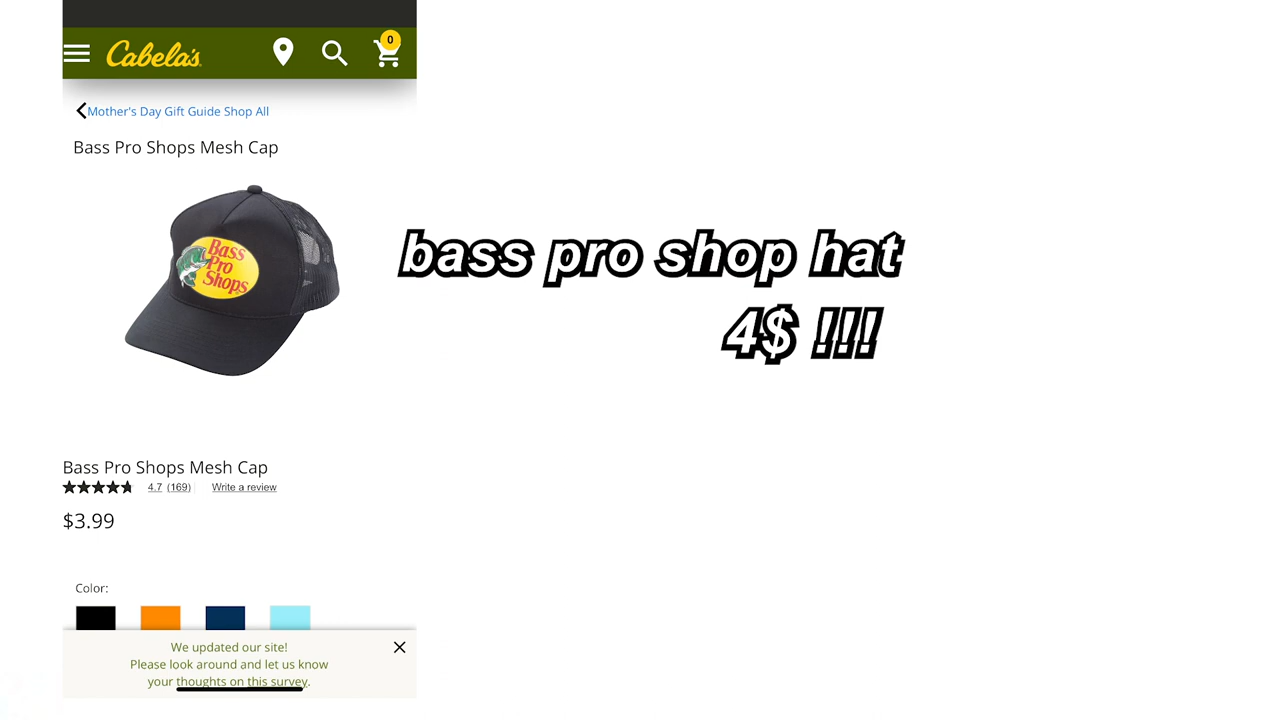 Cabela's
0
Mother's Day Gift Guide Shop All
Bass Pro Shops Mesh Cap
Bass
Pro
Shops
bass pro shop hat
4$ !!!
Bass Pro Shops Mesh Cap
4.7 (169) Write a review
$3.99
Color:
We updated our site!
Please look around and let us know
your thoughts on this survey.